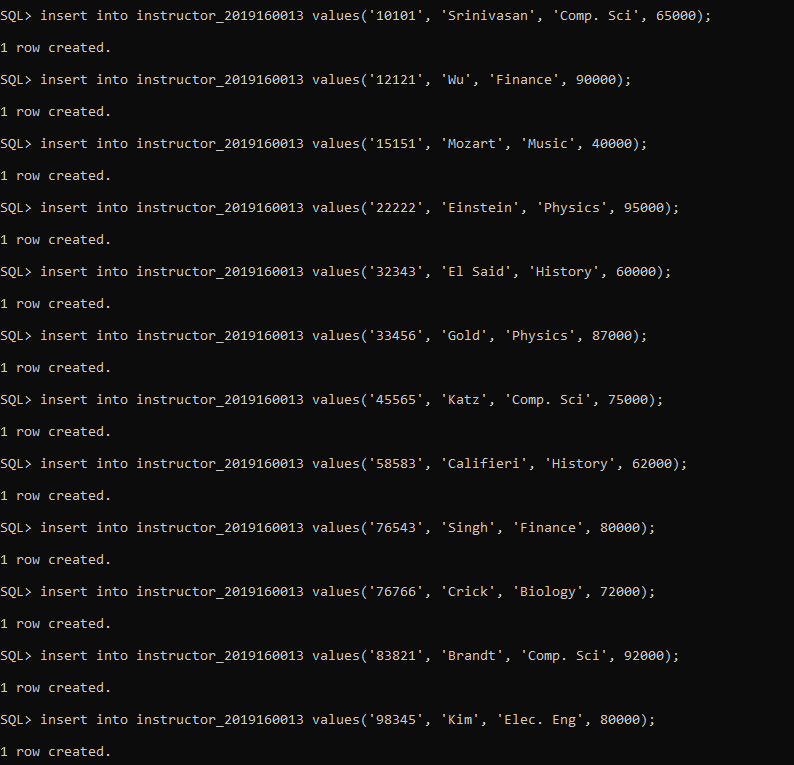 SQL> insert into instructor_2019160013 values('10101', 'Srinivasan', 'Comp. Sci', 65000);
1 row created.
SQL> insert into instructor_2019160013 values('12121', 'Wu', 'Finance', 90000);
1 row created.
SQL> insert into instructor_2019160013 values('15151', 'Mozart', 'Music', 40000);
1 row created.
SQL> insert into instructor_2019160013 values('22222', 'Einstein', 'Physics', 95000);
1 row created.
SQL> insert into instructor_2019160013 values('32343', 'El Said', 'History', 60000);
1 row created.
SQL> insert into instructor_2019160013 values('33456', 'Gold', 'Physics', 87000);
1 row created.
SQL> insert into instructor_2019160013 values('45565', 'Katz', 'Comp. Sci', 75000);
1 row created.
SQL> insert into instructor_2019160013 values('58583', 'Califieri', 'History', 62000);
1 row created.
SQL> insert into instructor_2019160013 values('76543', 'Singh', 'Finance', 80000);
1 row created.
SQL> insert into instructor_2019160013 values('76766', 'Crick', 'Biology', 72000);
1 row created.
SQL> insert into instructor_2019160013 values('83821', 'Brandt', 'Comp. Sci', 92000);
1 row created.
SQL> insert into instructor_2019160013 values('98345', 'Kim', 'Elec. Eng', 80000);
1 row created.